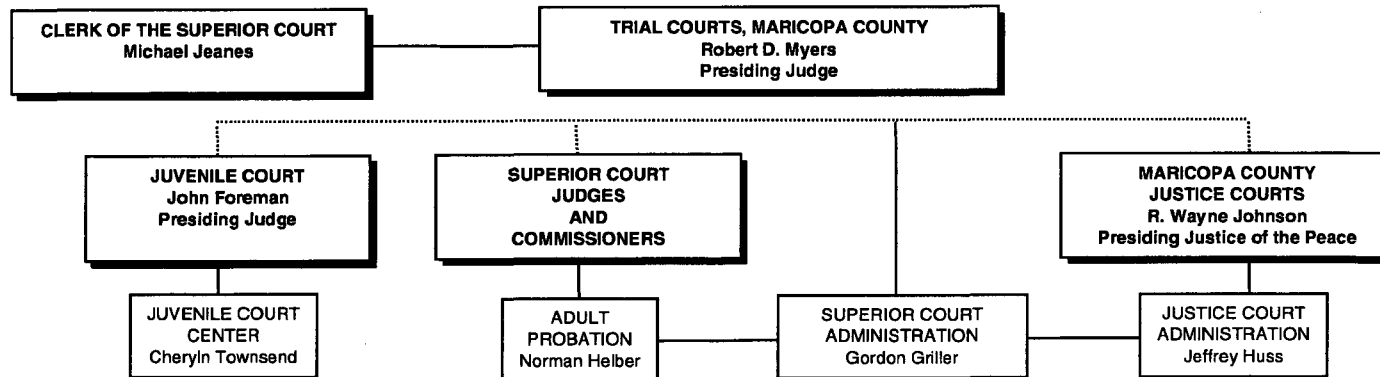 CLERK OF THE SUPERIOR COURT
Michael Jeanes
TRIAL COURTS, MARICOPA COUNTY
Robert D. Myers
Presiding Judge
JUVENILE COURT
John Foreman
Presiding Judge
SUPERIOR COURT
JUDGES
AND
COMMISSIONERS
MARICOPA COUNTY
JUSTICE COURTS
R. Wayne Johnson
Presiding Justice of the Peace
JUVENILE COURT
CENTER
Cheryln Townsend
ADULT
PROBATION
Norman Helber
SUPERIOR COURT
ADMINISTRATION
Gordon Griller
JUSTICE COURT
ADMINISTRATION
Jeffrey Huss